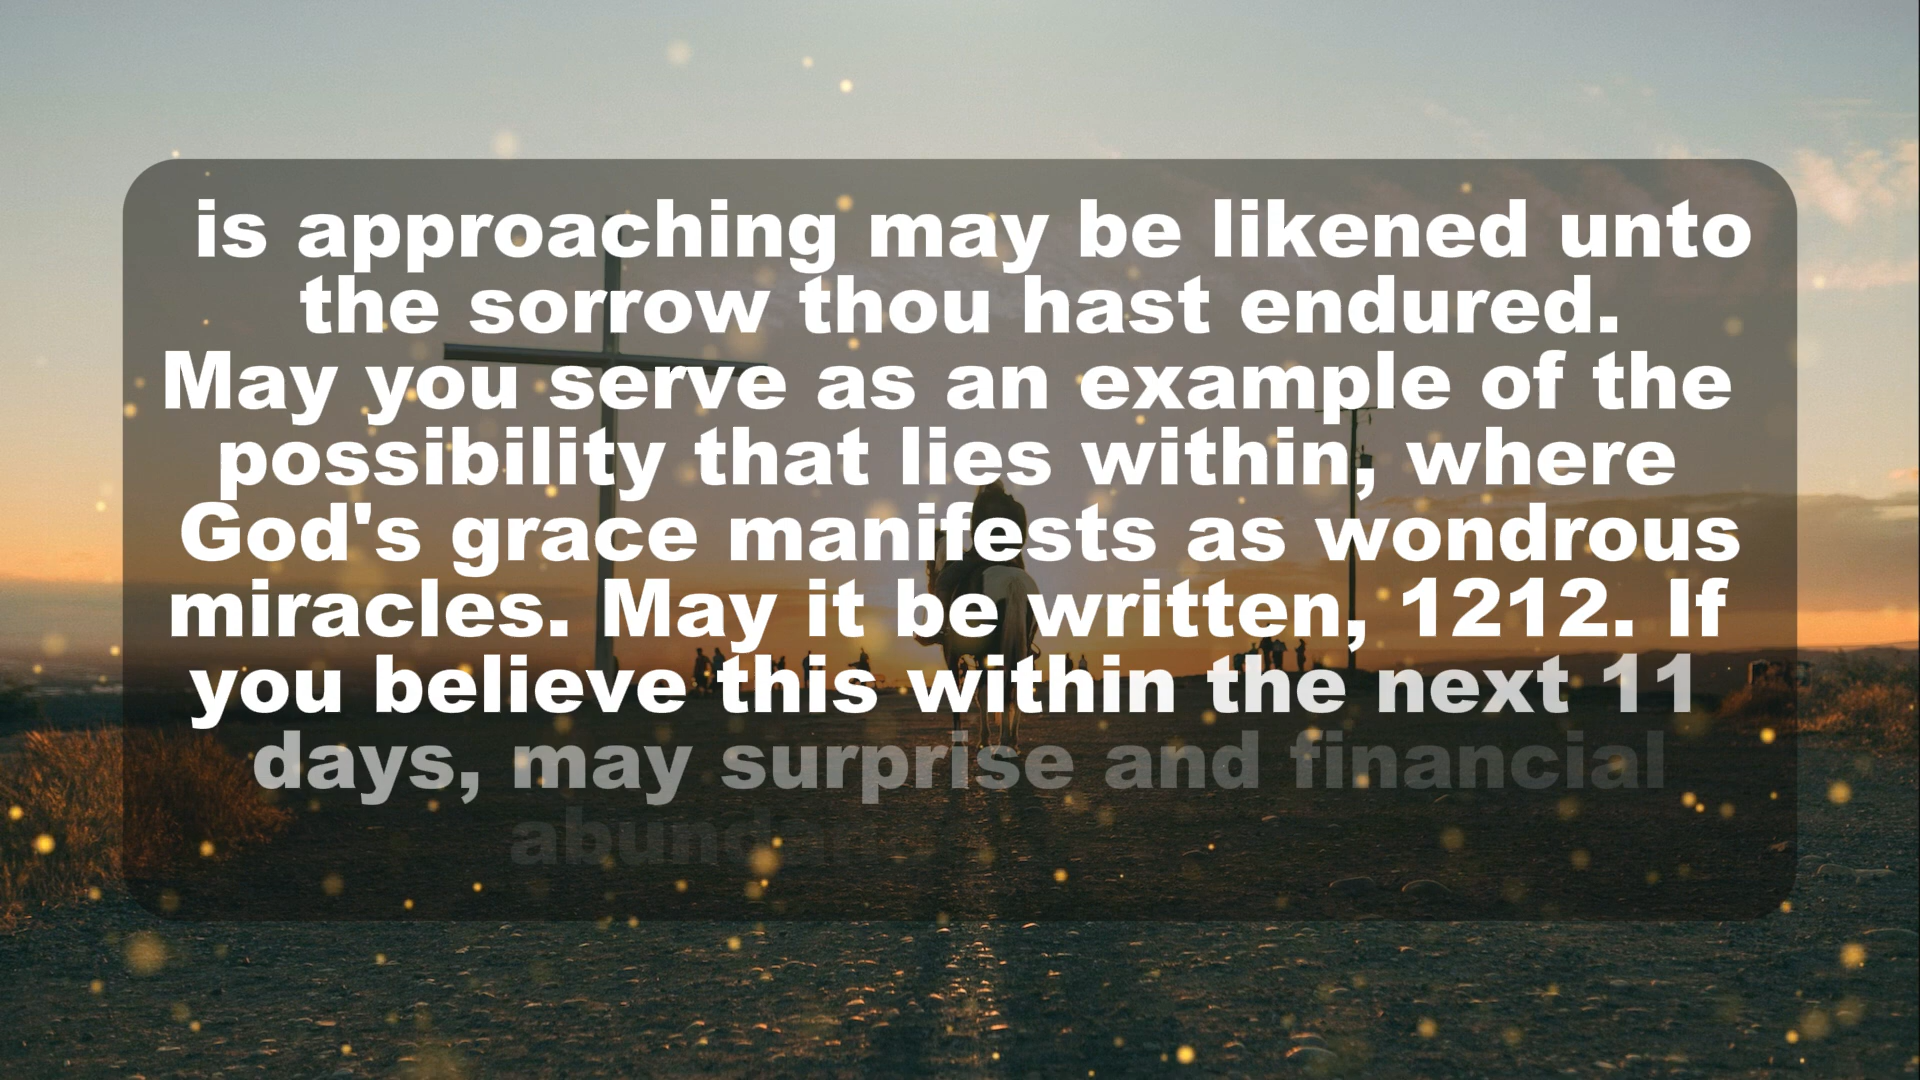 is approaching may be likened unto
the sorrow thou hast endured.
May you serve as an example of the
possibility that lies within, where
God's grace manifests as wondrous
miracles. May it be written, 1212. If
you believe this within the next 11
days, may surprise and financial